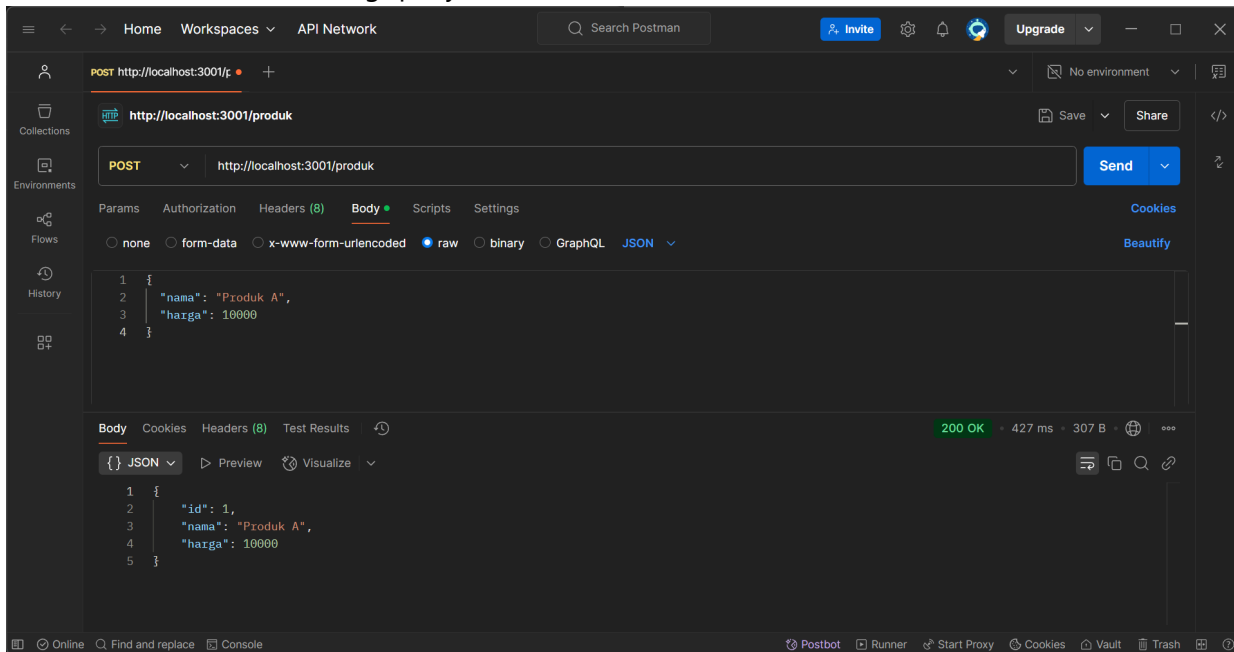 Home Workspaces API Network Search Postman Invite Upgrade
POST http://localhost:3001/p No environment
HTTP http://localhost:3001/produk Save Share
Collections
POST http://localhost:3001/produk Send
Environments
Params Authorization Headers (8) Body Scripts Settings Cookies
Flows
none form-data x-www-form-urlencoded raw binary GraphQL JSON Beautify
History
1 {
2 "nama": "Produk A",
3 "harga": 10000
4 }
Body Cookies Headers (8) Test Results 200 OK 427 ms 307 B
{} JSON Preview Visualize
1 {
2 "id": 1,
3 "nama": "Produk A",
4 "harga": 10000
5 }
Online Find and replace Console Postbot Runner Start Proxy Cookies Vault Trash